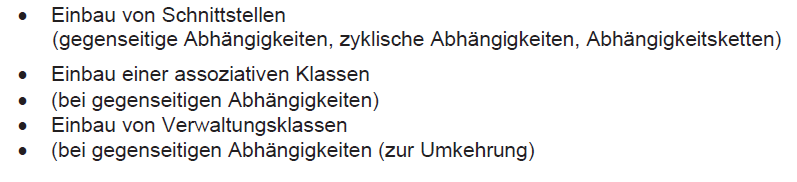 • Einbau von Schnittstellen
(gegenseitige Abhängigkeiten, zyklische Abhängigkeiten, Abhängigkeitsketten)
• Einbau einer assoziativen Klassen
• (bei gegenseitigen Abhängigkeiten)
• Einbau von Verwaltungsklassen
• (bei gegenseitigen Abhängigkeiten (zur Umkehrung)